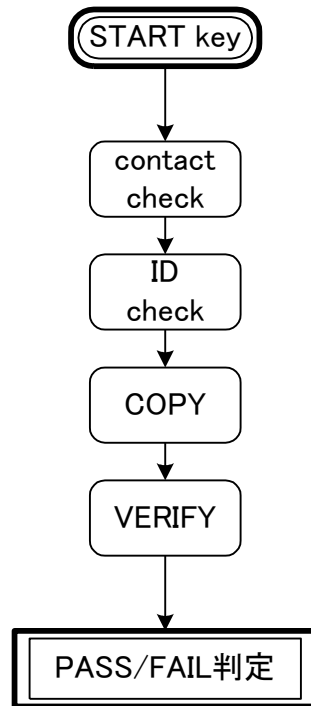 START key
contact
check
ID
check
COPY
VERIFY
PASS/FAIL判定